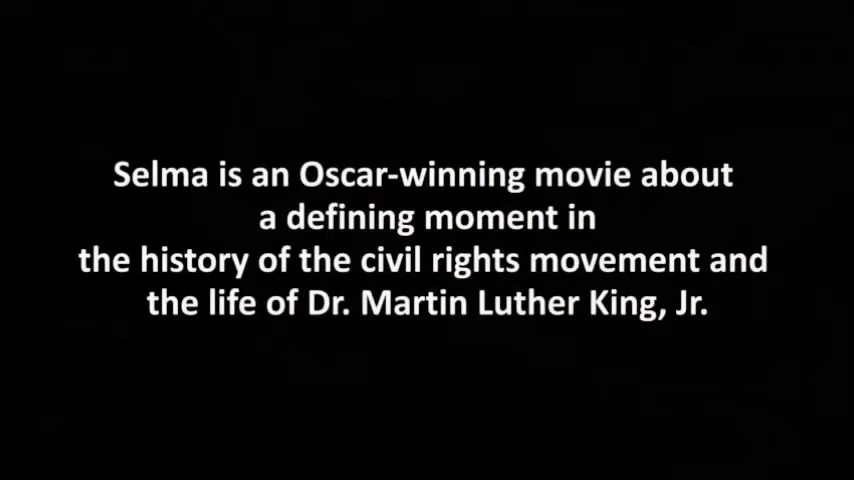 Selma is an Oscar-winning movie about
a defining moment in
the history of the civil rights movement and
the life of Dr. Martin Luther King, Jr.